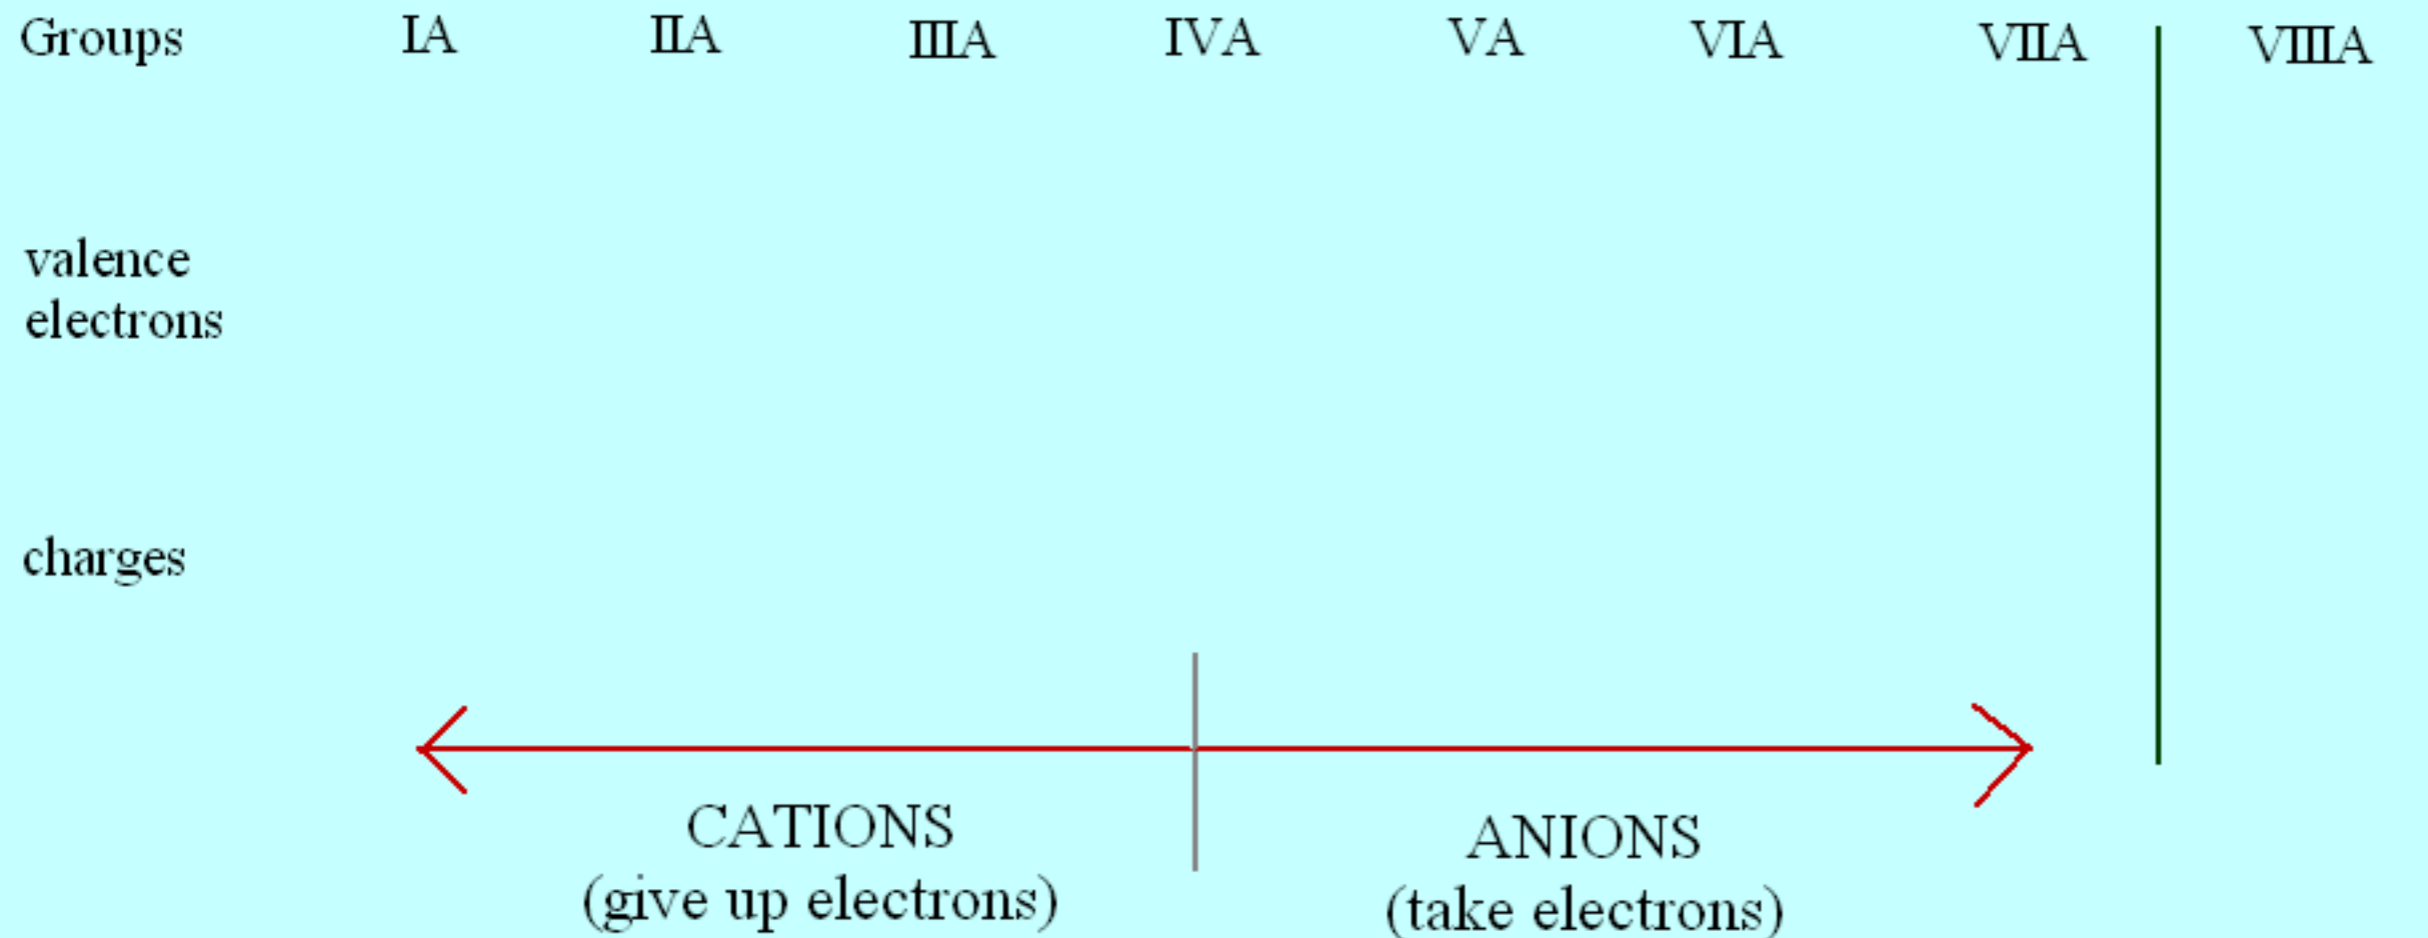 Groups IA IIA IIIA IVA VA VIA VIIA VIIIA
valence
electrons
charges
CATIONS
(give up electrons)
ANIONS
(take electrons)